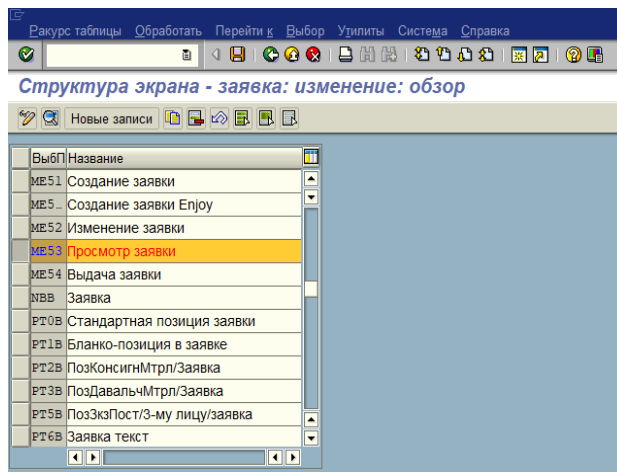 Ракурс таблицы Обработать Перейти к Выбор Утилиты Система Справка
Структура экрана - заявка: изменение: обзор
Новые записи
ВыбП Название
ME51 Создание заявки
ME5_ Создание заявки Enjoy
ME52 Изменение заявки
ME53 Просмотр заявки
ME54 Выдача заявки
NBB Заявка
PT0B Стандартная позиция заявки
PT1B Бланко-позиция в заявке
PT2B ПозКонсигнМтрл/Заявка
PT3B ПозДавальчМтрл/Заявка
PT5B ПозЗкзПост/3-му лицу/заявка
PT6B Заявка текст